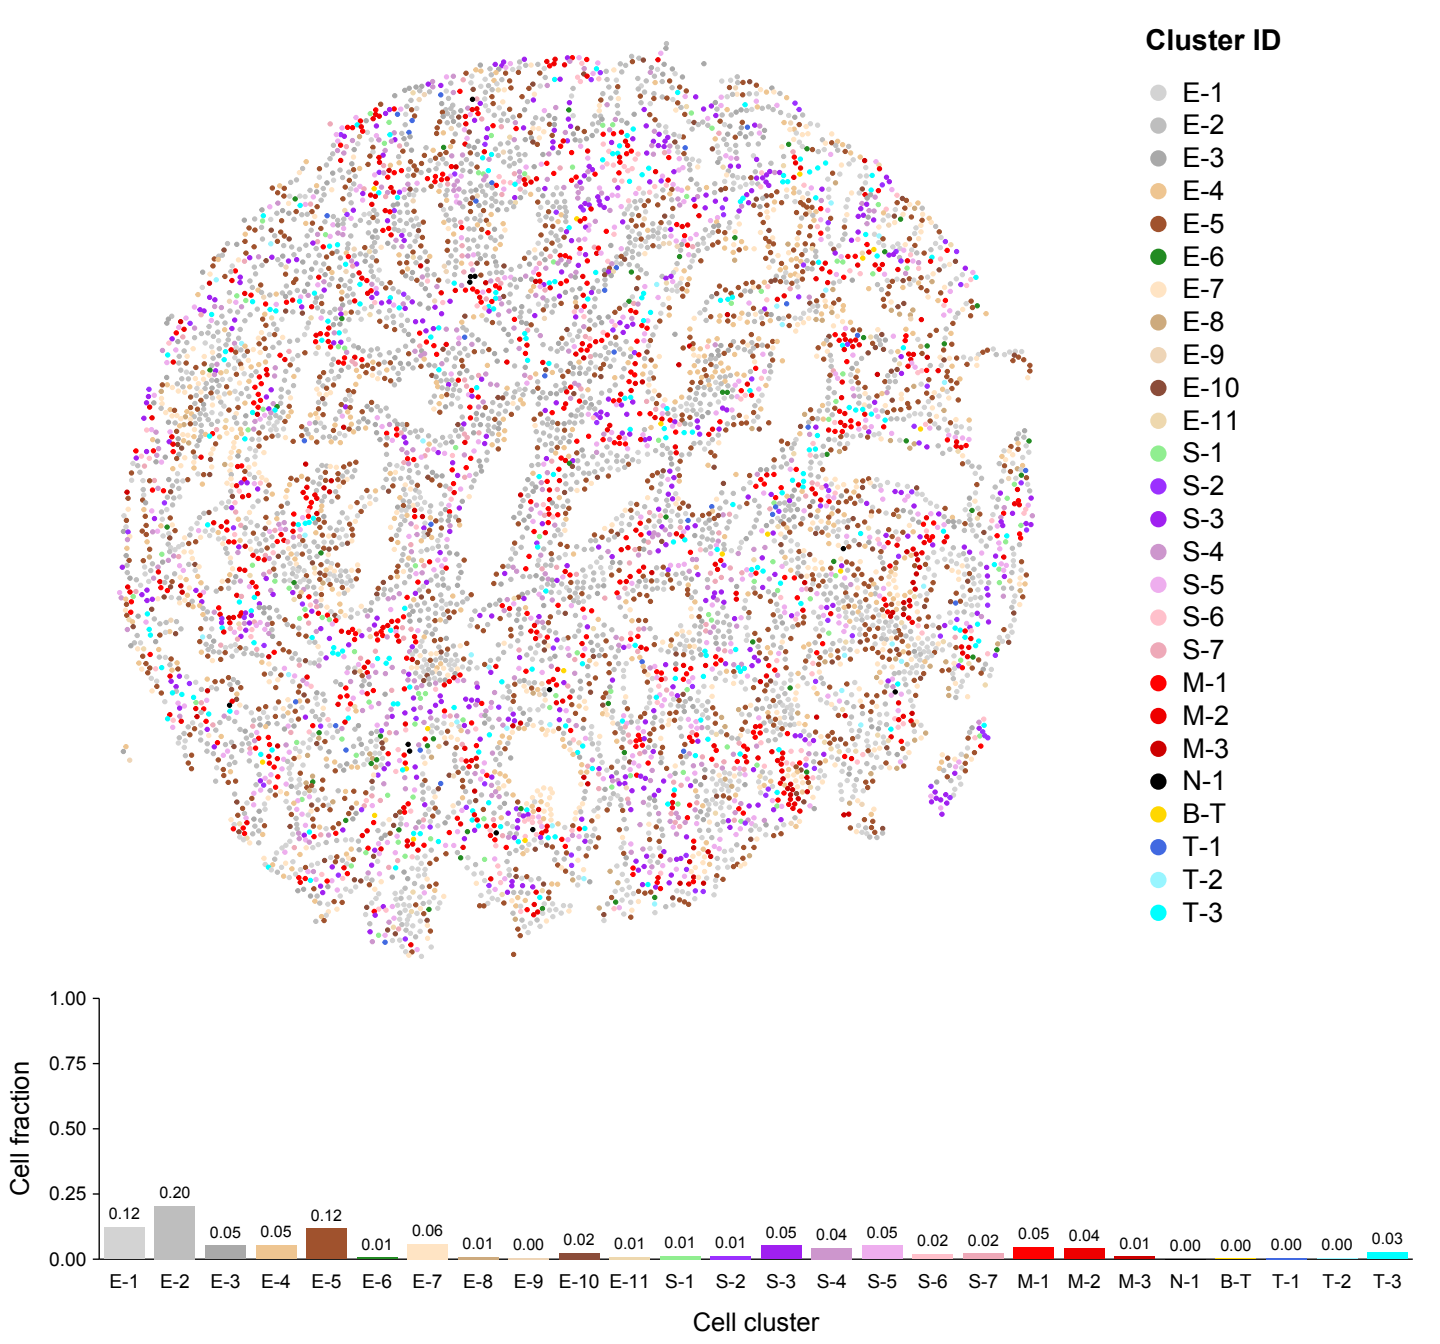 Cluster ID
E-1
E-2
E-3
E-4
E-5
E-6
E-7
E-8
E-9
E-10
E-11
S-1
S-2
S-3
S-4
S-5
S-6
S-7
M-1
M-2
M-3
N-1
B-T
T-1
T-2
T-3
Cell fraction
1.00
0.75
0.50
0.25
0.00
0.12 0.20 0.05 0.05 0.12 0.01 0.06 0.01 0.00 0.02 0.01 0.01 0.01 0.05 0.04 0.05 0.02 0.02 0.05 0.04 0.01 0.00 0.00 0.00 0.00 0.03
E-1 E-2 E-3 E-4 E-5 E-6 E-7 E-8 E-9 E-10 E-11 S-1 S-2 S-3 S-4 S-5 S-6 S-7 M-1 M-2 M-3 N-1 B-T T-1 T-2 T-3
Cell cluster